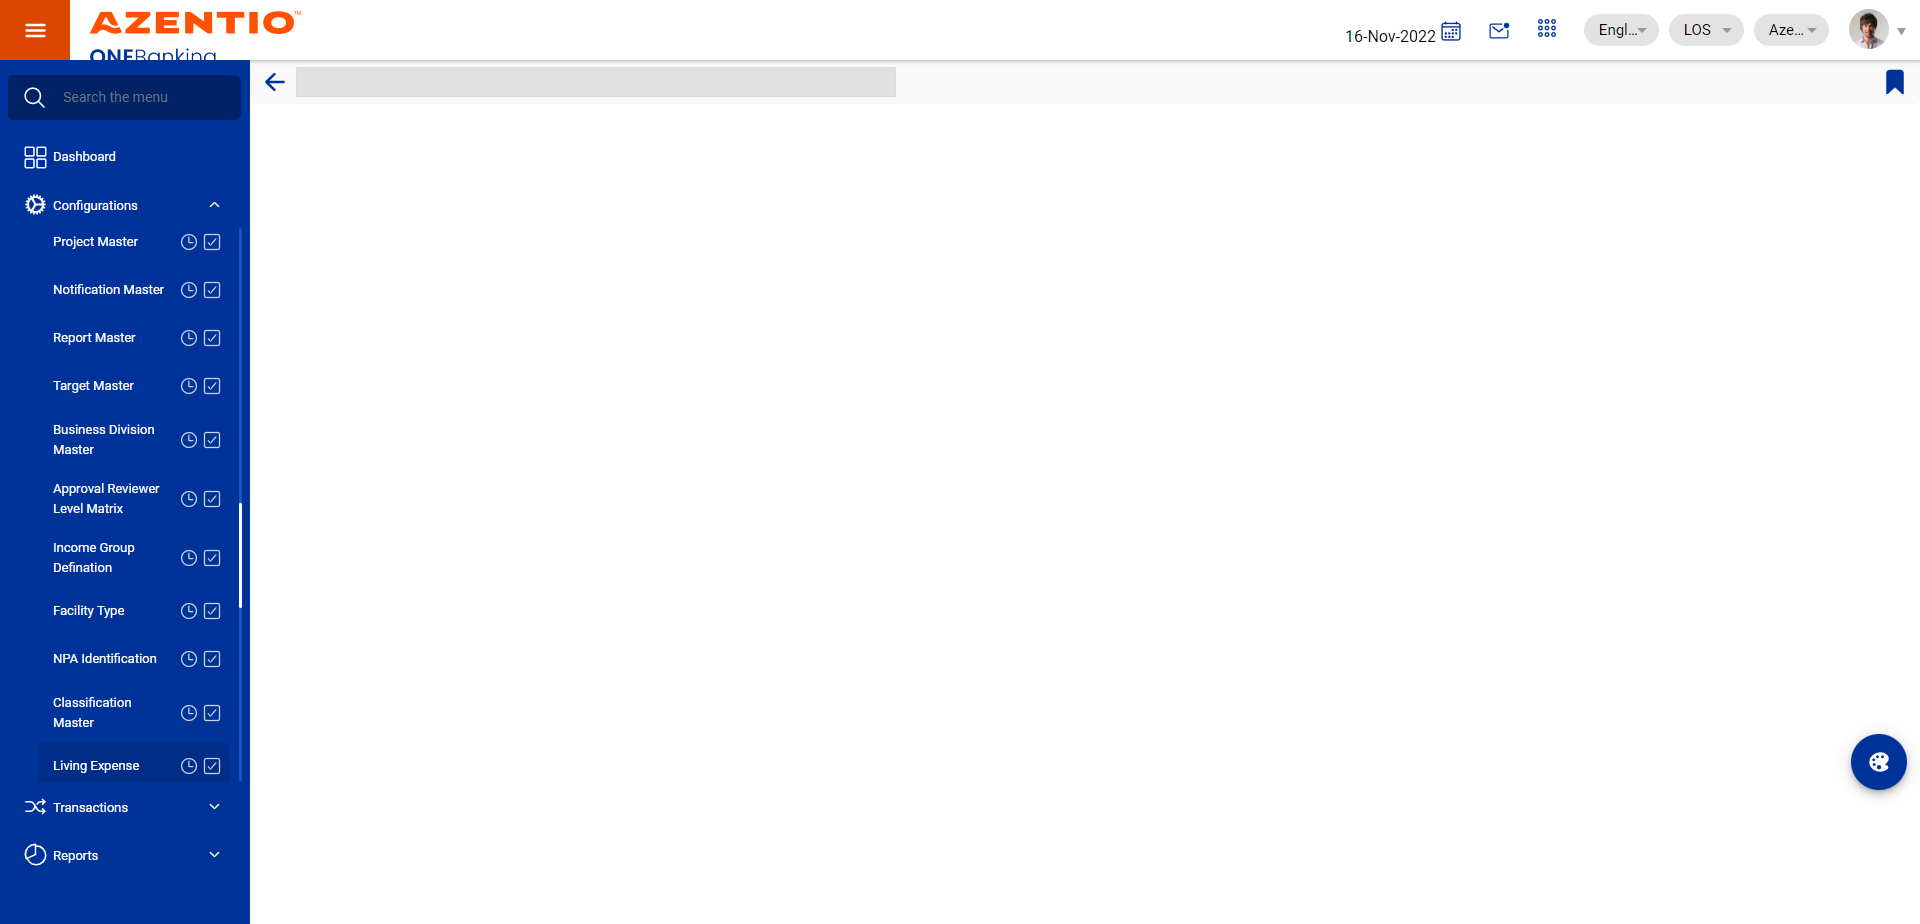 AZENTIO™
ONEBanking
16-Nov-2022
Engl...
LOS
Aze...
Search the menu
Dashboard
Configurations
Project Master
Notification Master
Report Master
Target Master
Business Division
Master
Approval Reviewer
Level Matrix
Income Group
Defination
Facility Type
NPA Identification
Classification
Master
Living Expense
Transactions
Reports